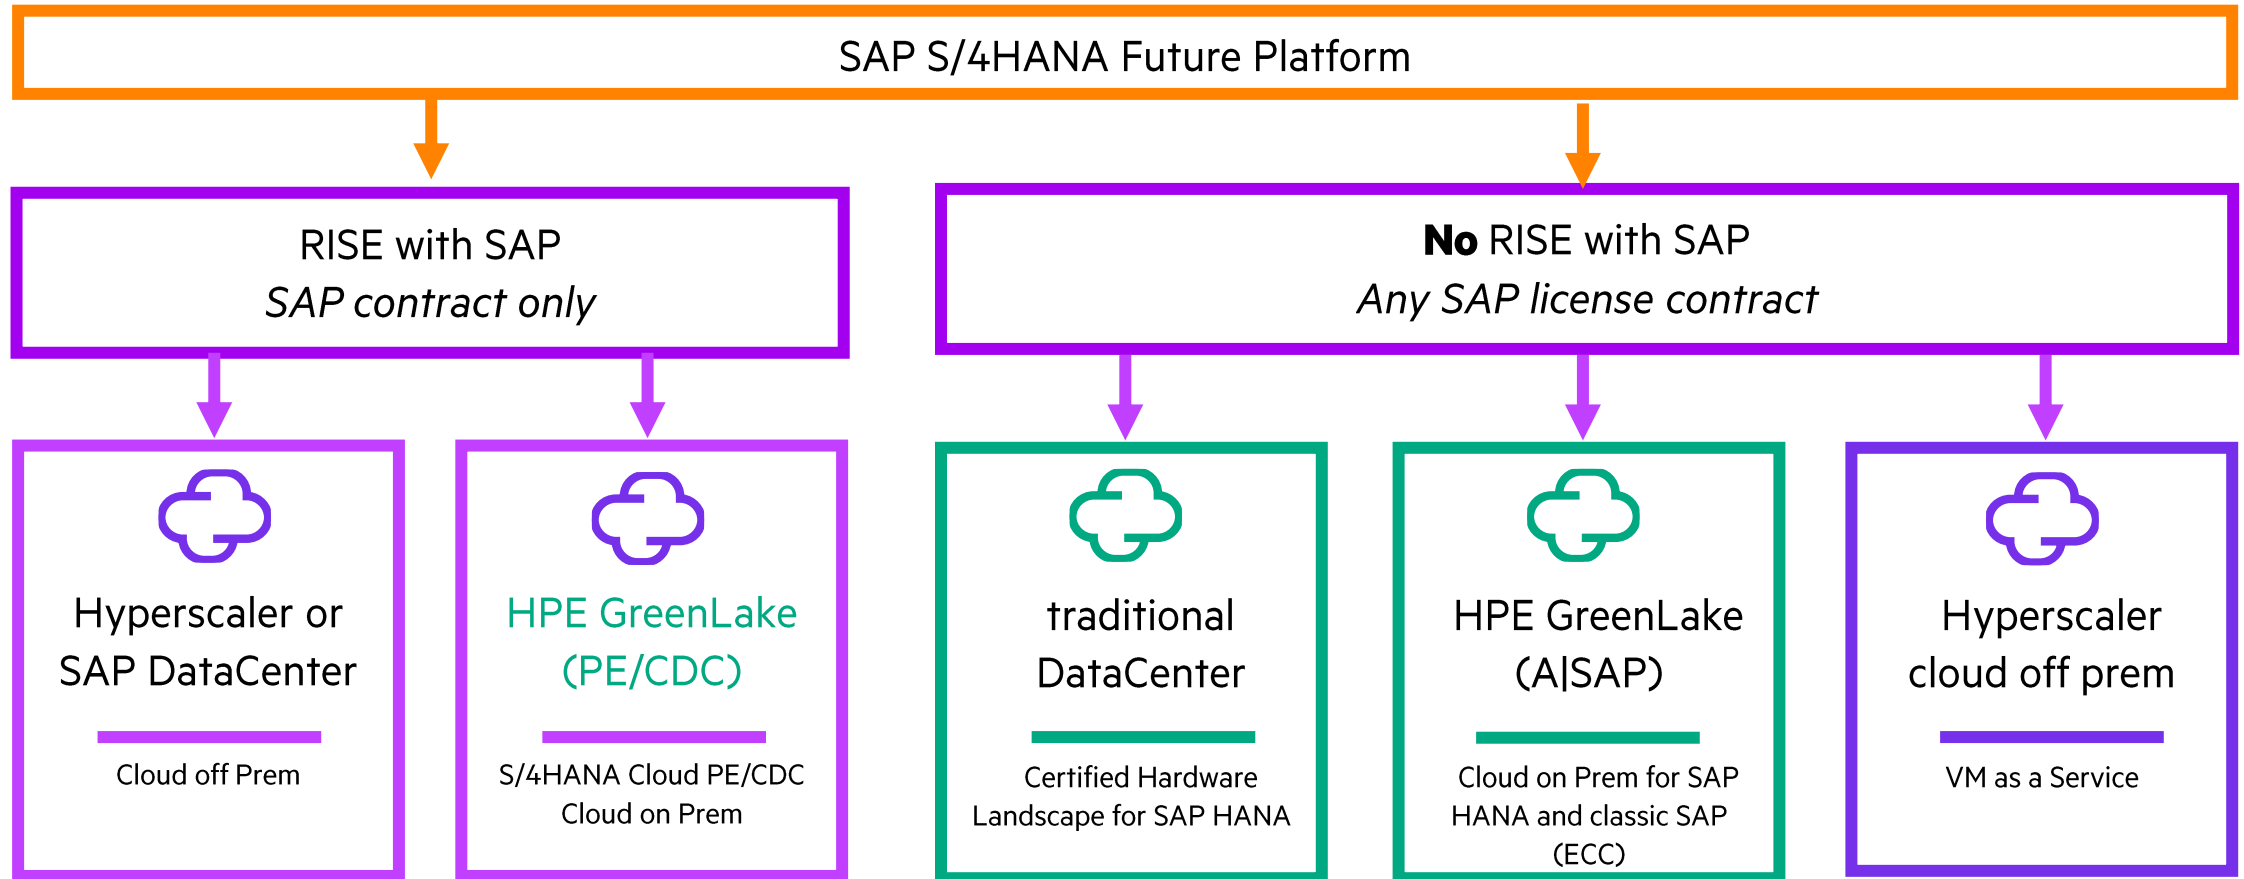 SAP S/4HANA Future Platform
RISE with SAP
SAP contract only
No RISE with SAP
Any SAP license contract
Hyperscaler or
SAP DataCenter
Cloud off Prem
HPE GreenLake
(PE/CDC)
S/4HANA Cloud PE/CDC
Cloud on Prem
traditional
DataCenter
Certified Hardware
Landscape for SAP HANA
HPE GreenLake
(A|SAP)
Cloud on Prem for SAP
HANA and classic SAP
(ECC)
Hyperscaler
cloud off prem
VM as a Service